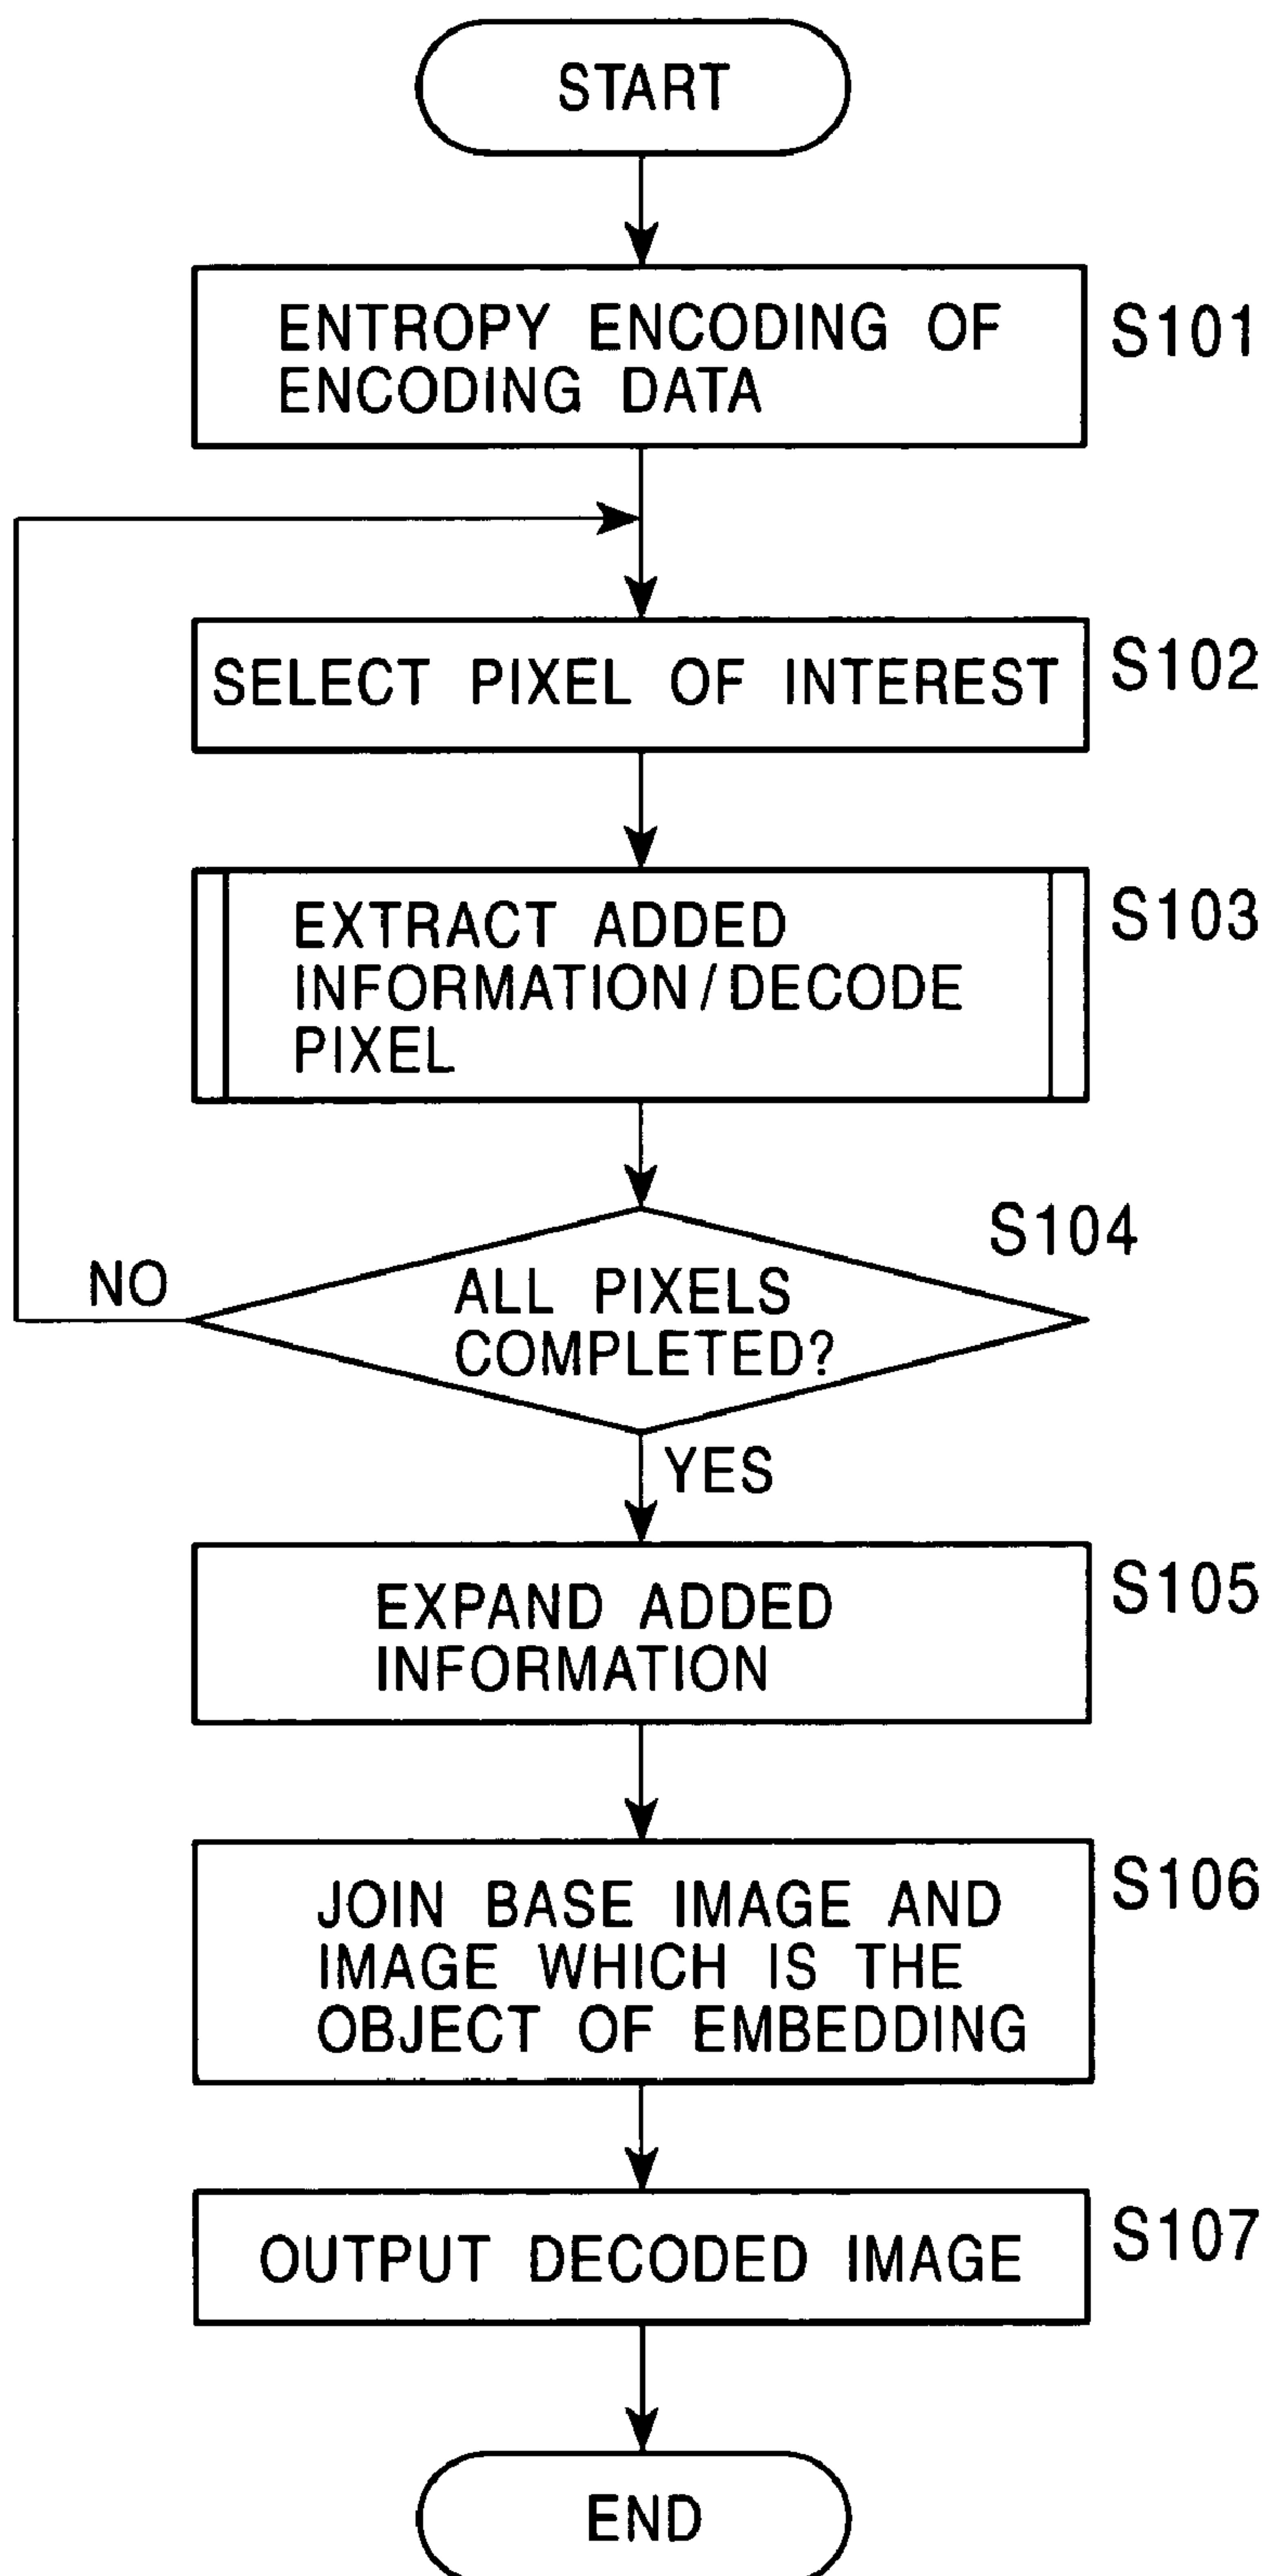 START
ENTROPY ENCODING OF
ENCODING DATA
S101
SELECT PIXEL OF INTEREST
S102
EXTRACT ADDED
INFORMATION/DECODE
PIXEL
S103
S104
NO
ALL PIXELS
COMPLETED?
YES
EXPAND ADDED
INFORMATION
S105
JOIN BASE IMAGE AND
IMAGE WHICH IS THE
OBJECT OF EMBEDDING
S106
OUTPUT DECODED IMAGE
S107
END